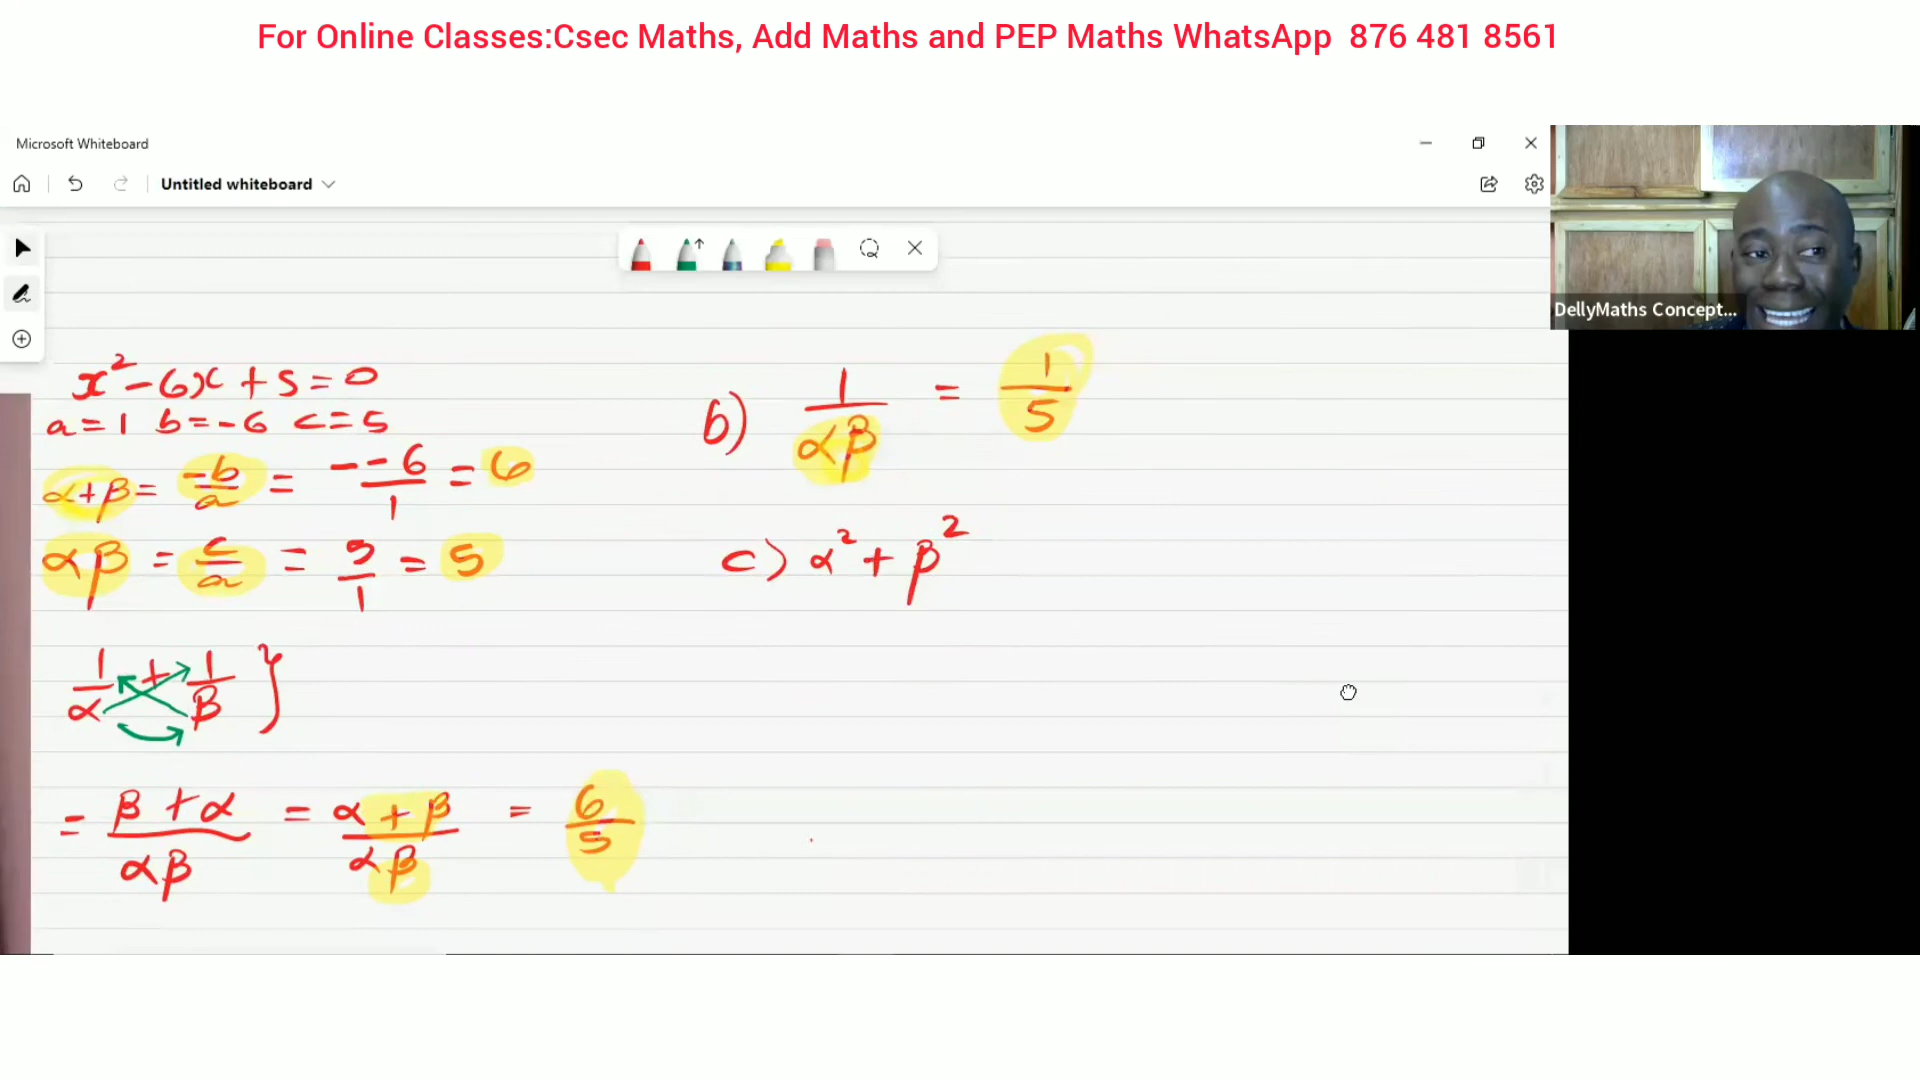 For Online Classes:Csec Maths, Add Maths and PEP Maths WhatsApp 876 481 8561
Microsoft Whiteboard
Untitled whiteboard
DellyMaths Concept...
x² - 6x + 5 = 0
a = 1 b = -6 c = 5
α+β = -b/a = - -6/1 = 6
αβ = c/a = 5/1 = 5
1/α + 1/β }
= β + α/αβ = α + β/αβ = 6/5
b) 1/αβ = 1/5
c) α² + β²